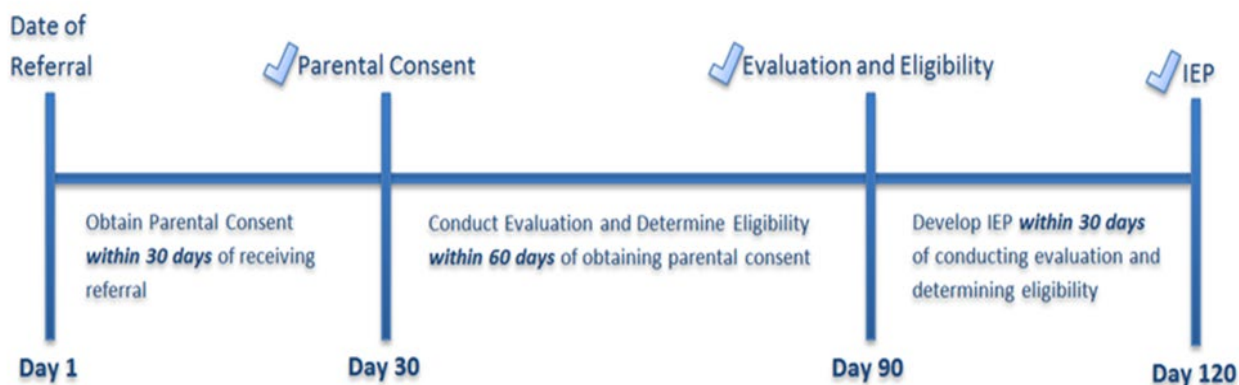 Date of
Referral
Parental Consent
Evaluation and Eligibility
IEP
Obtain Parental Consent
within 30 days of receiving
referral
Conduct Evaluation and Determine Eligibility
within 60 days of obtaining parental consent
Develop IEP within 30 days
of conducting evaluation and
determining eligibility
Day 1
Day 30
Day 90
Day 120